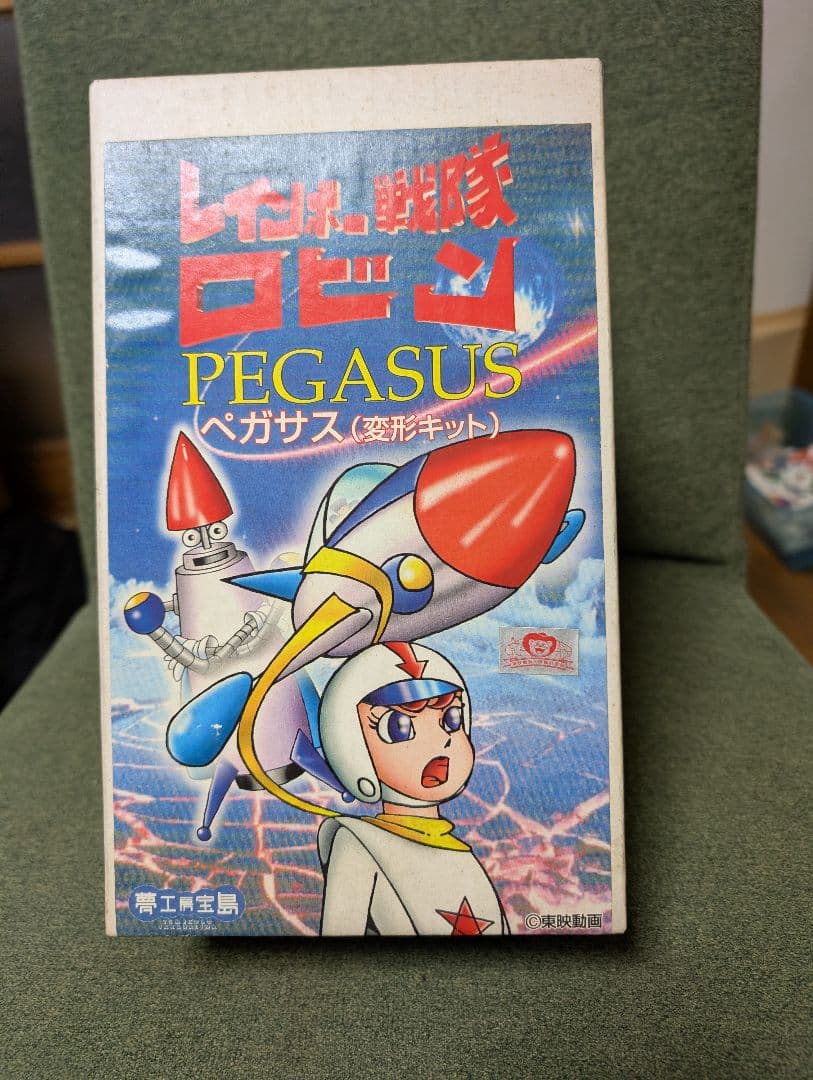 レインボー戦隊
ロビン
PEGASUS
ペガサス(変形キット)
夢工房宝島
©東映動画